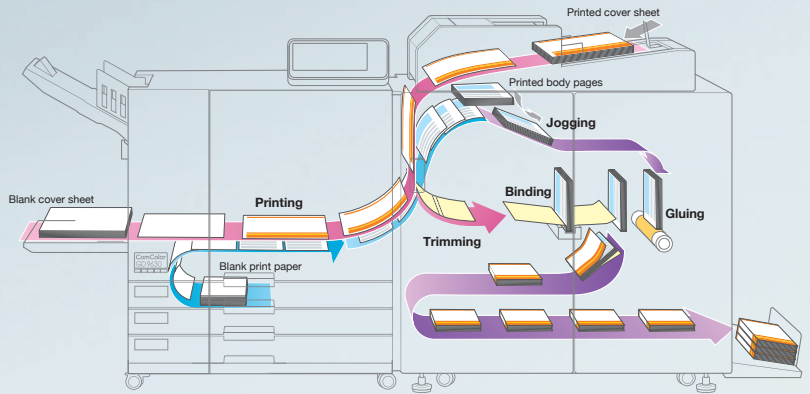 Printed cover sheet
Printed body pages
Jogging
Blank cover sheet
Printing
Binding
Gluing
Trimming
ComColor
GD9630
Blank print paper